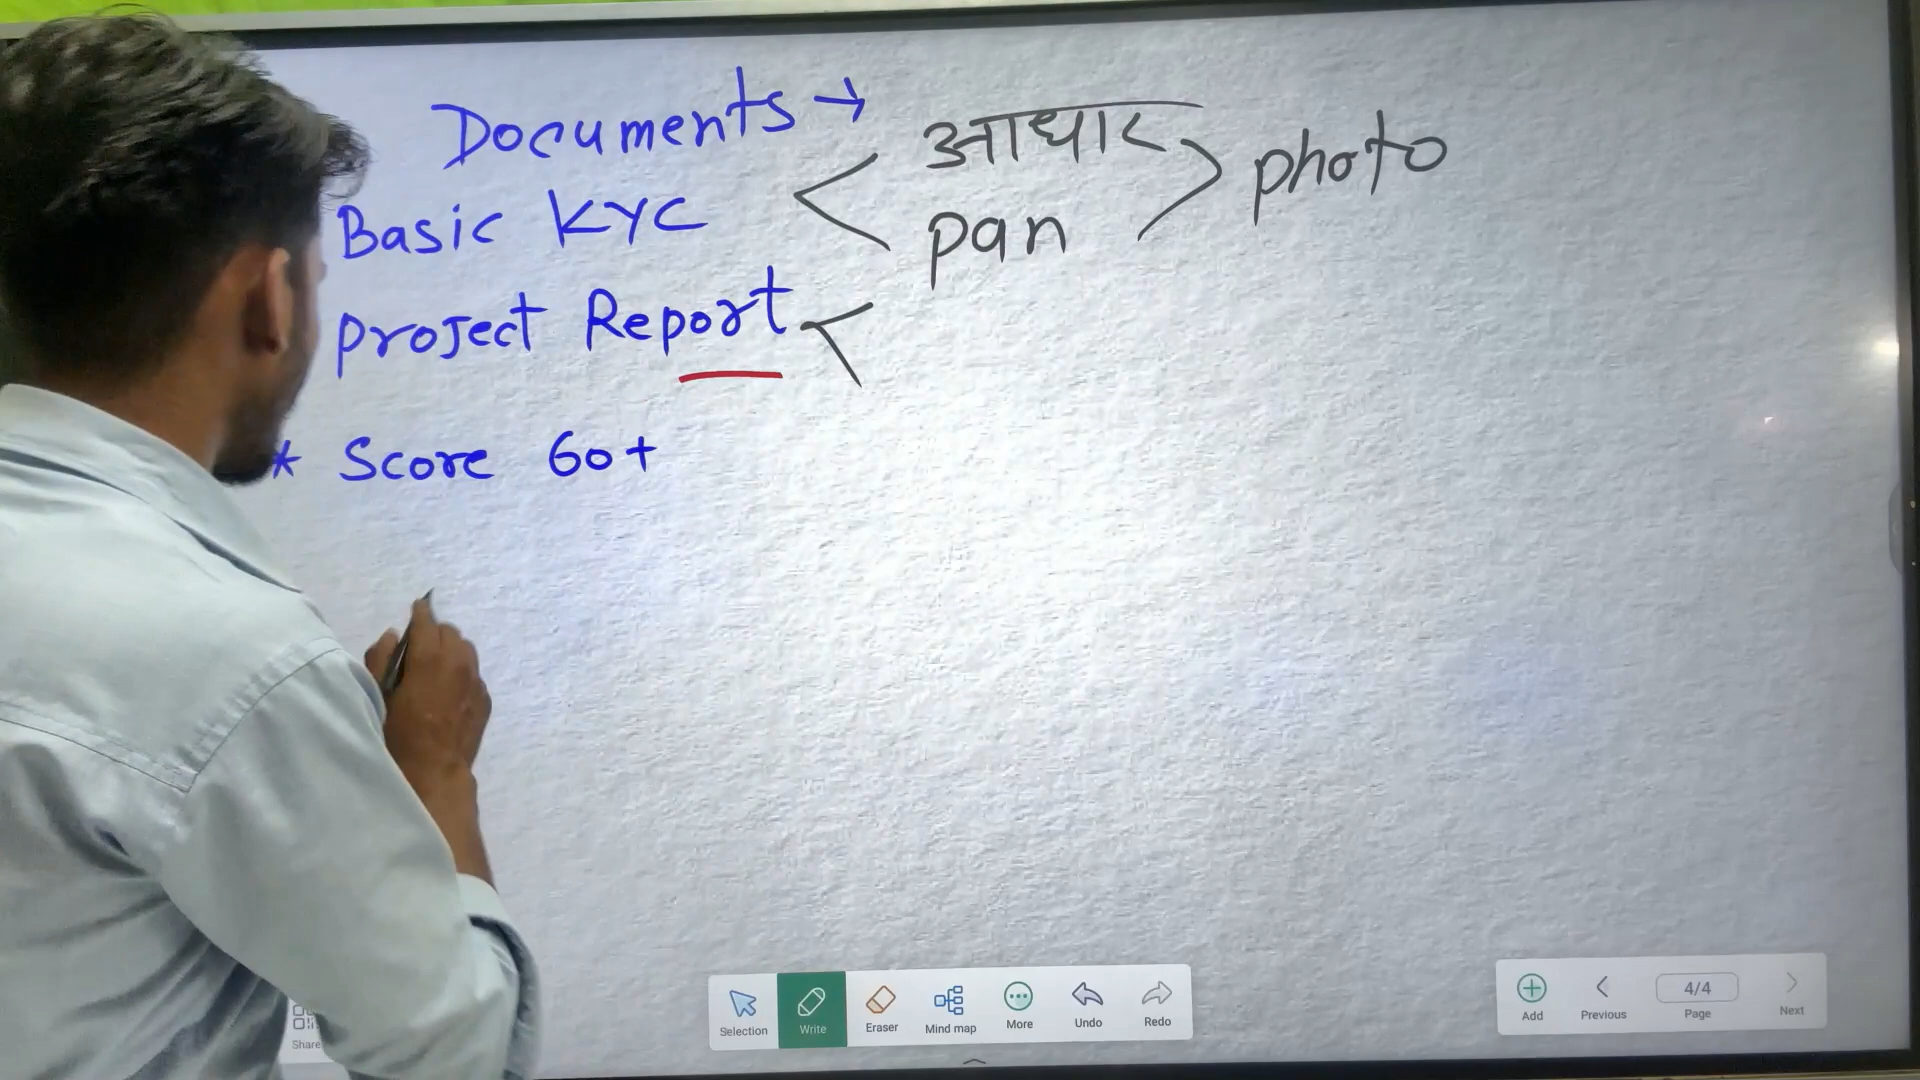 Documents →
आधार
photo
Basic KYC
pan
project Report
* Score 60+
Selection
Write
Eraser
Mind map
More
Undo
Redo
Add
Previous
4/4
Page
Next
Share